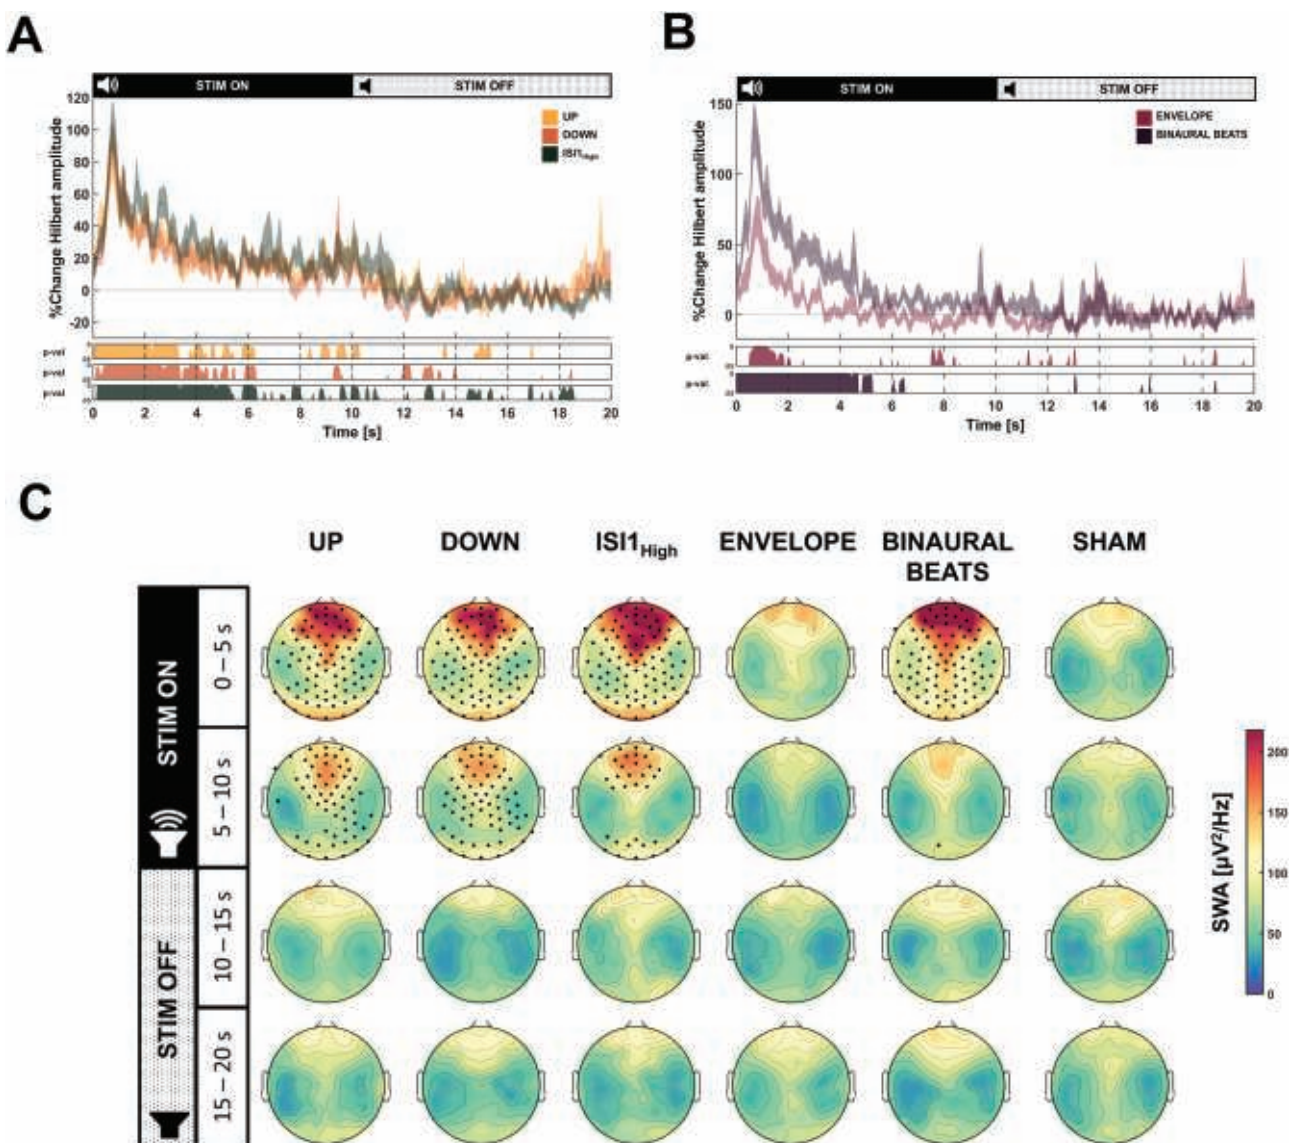 A
STIM ON
STIM OFF
%Change Hilbert amplitude
120
100
80
60
40
20
0
-20
UP
DOWN
ISI1High
p-val
p-val
p-val
0 2 4 6 8 10 12 14 16 18 20
Time [s]
B
STIM ON
STIM OFF
%Change Hilbert amplitude
150
100
50
0
ENVELOPE
BINAURAL BEATS
p-val
p-val
0 2 4 6 8 10 12 14 16 18 20
Time [s]
C
UP DOWN ISI1High ENVELOPE BINAURAL BEATS SHAM
STIM ON
0 – 5 s
5 – 10 s
STIM OFF
10 – 15 s
15 – 20 s
SWA [µV²/Hz]
200
150
100
50
0